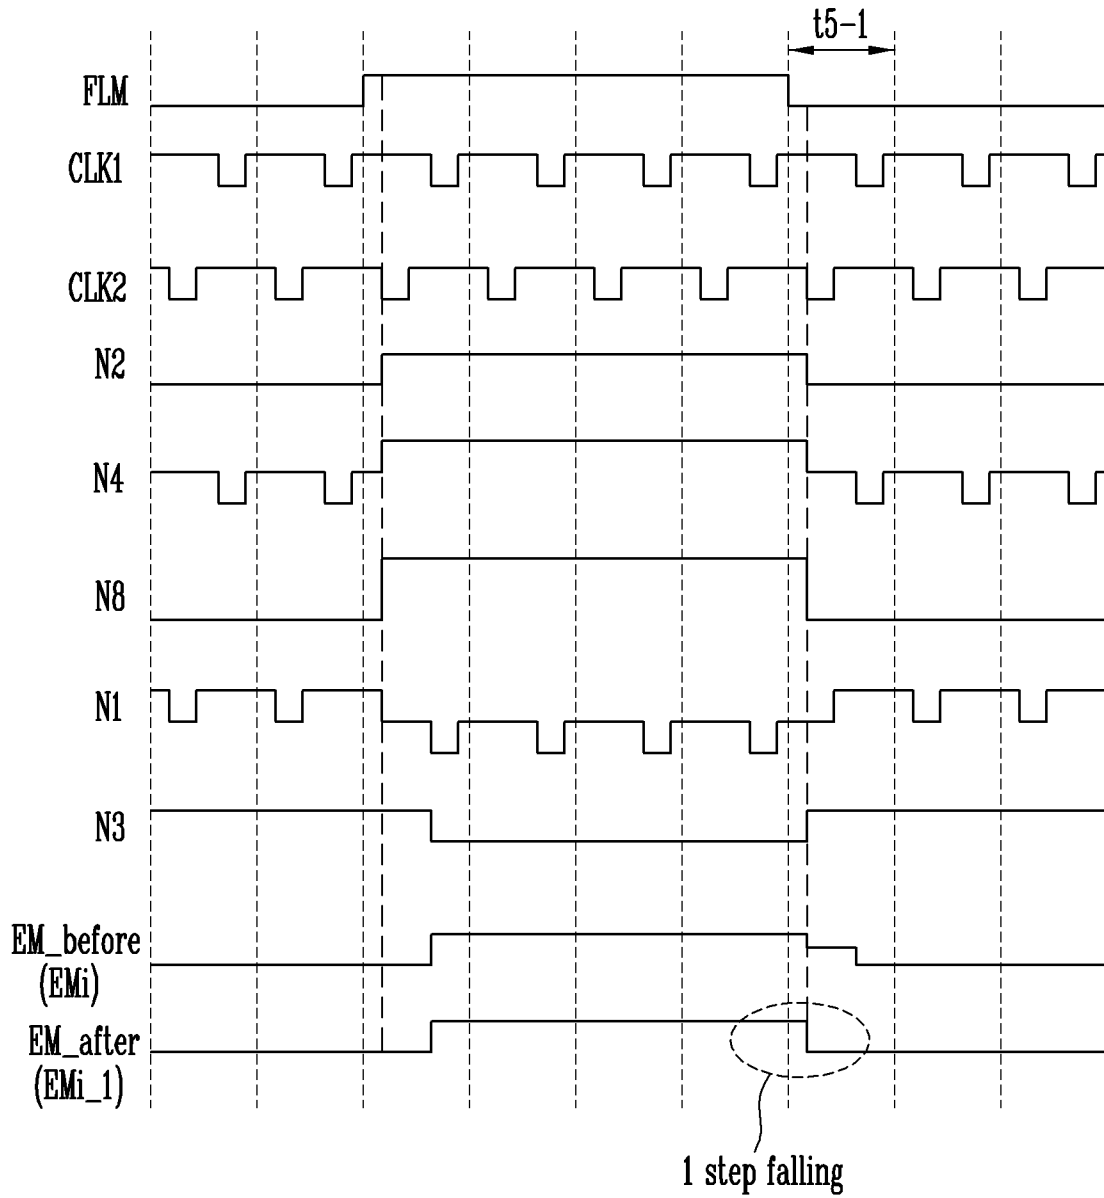 t5-1
FLM
CLK1
CLK2
N2
N4
N8
N1
N3
EM_before
(EMi)
EM_after
(EMi_1)
1 step falling